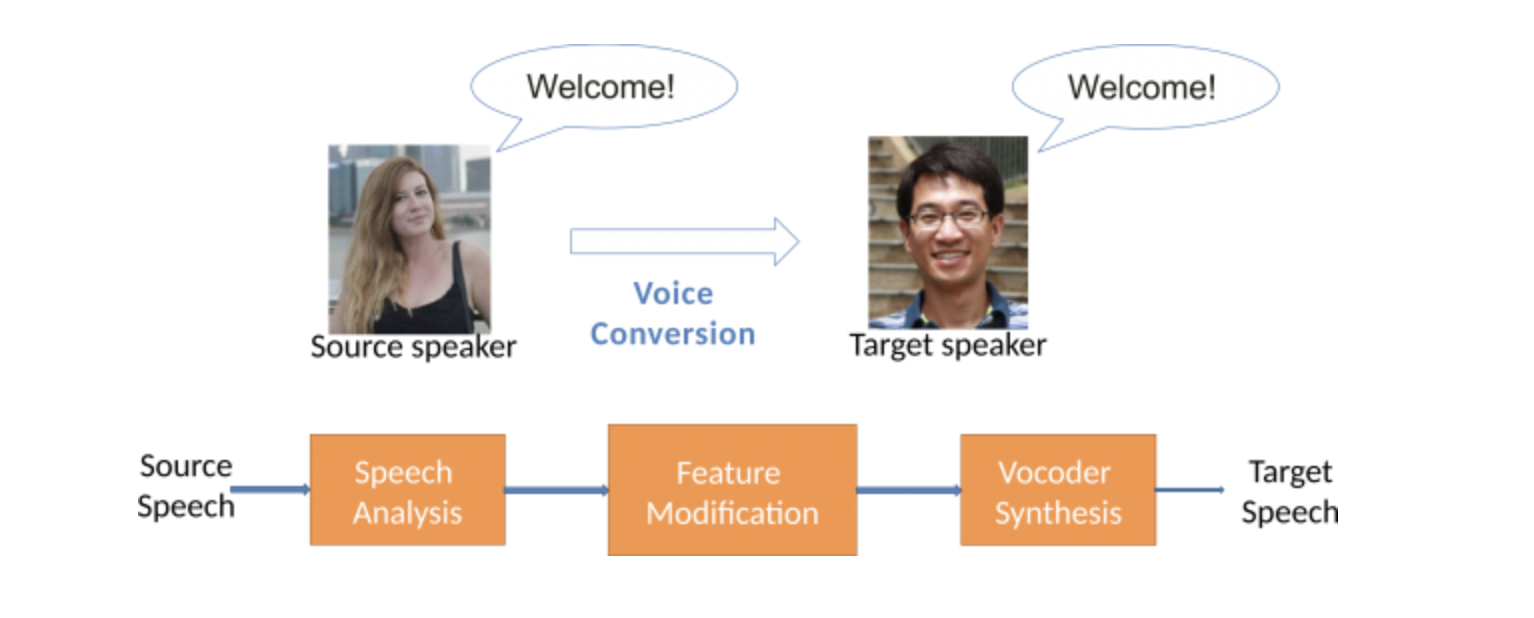 Welcome!
Welcome!
Voice
Conversion
Source speaker
Target speaker
Source
Speech
Speech
Analysis
Feature
Modification
Vocoder
Synthesis
Target
Speech